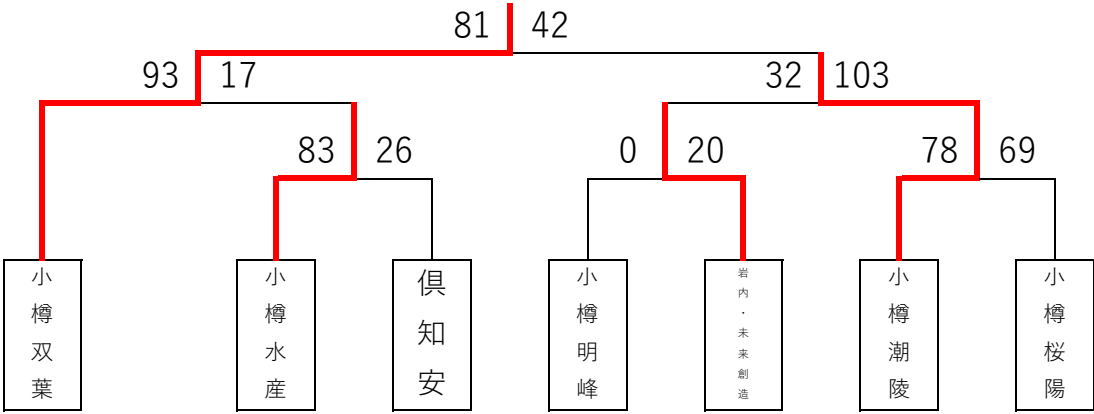 81 42
93 17 32 103
83 26 0 20 78 69
小樽双葉
小樽水産
倶知安
小樽明峰
岩内・未来創造
小樽潮陵
小樽桜陽